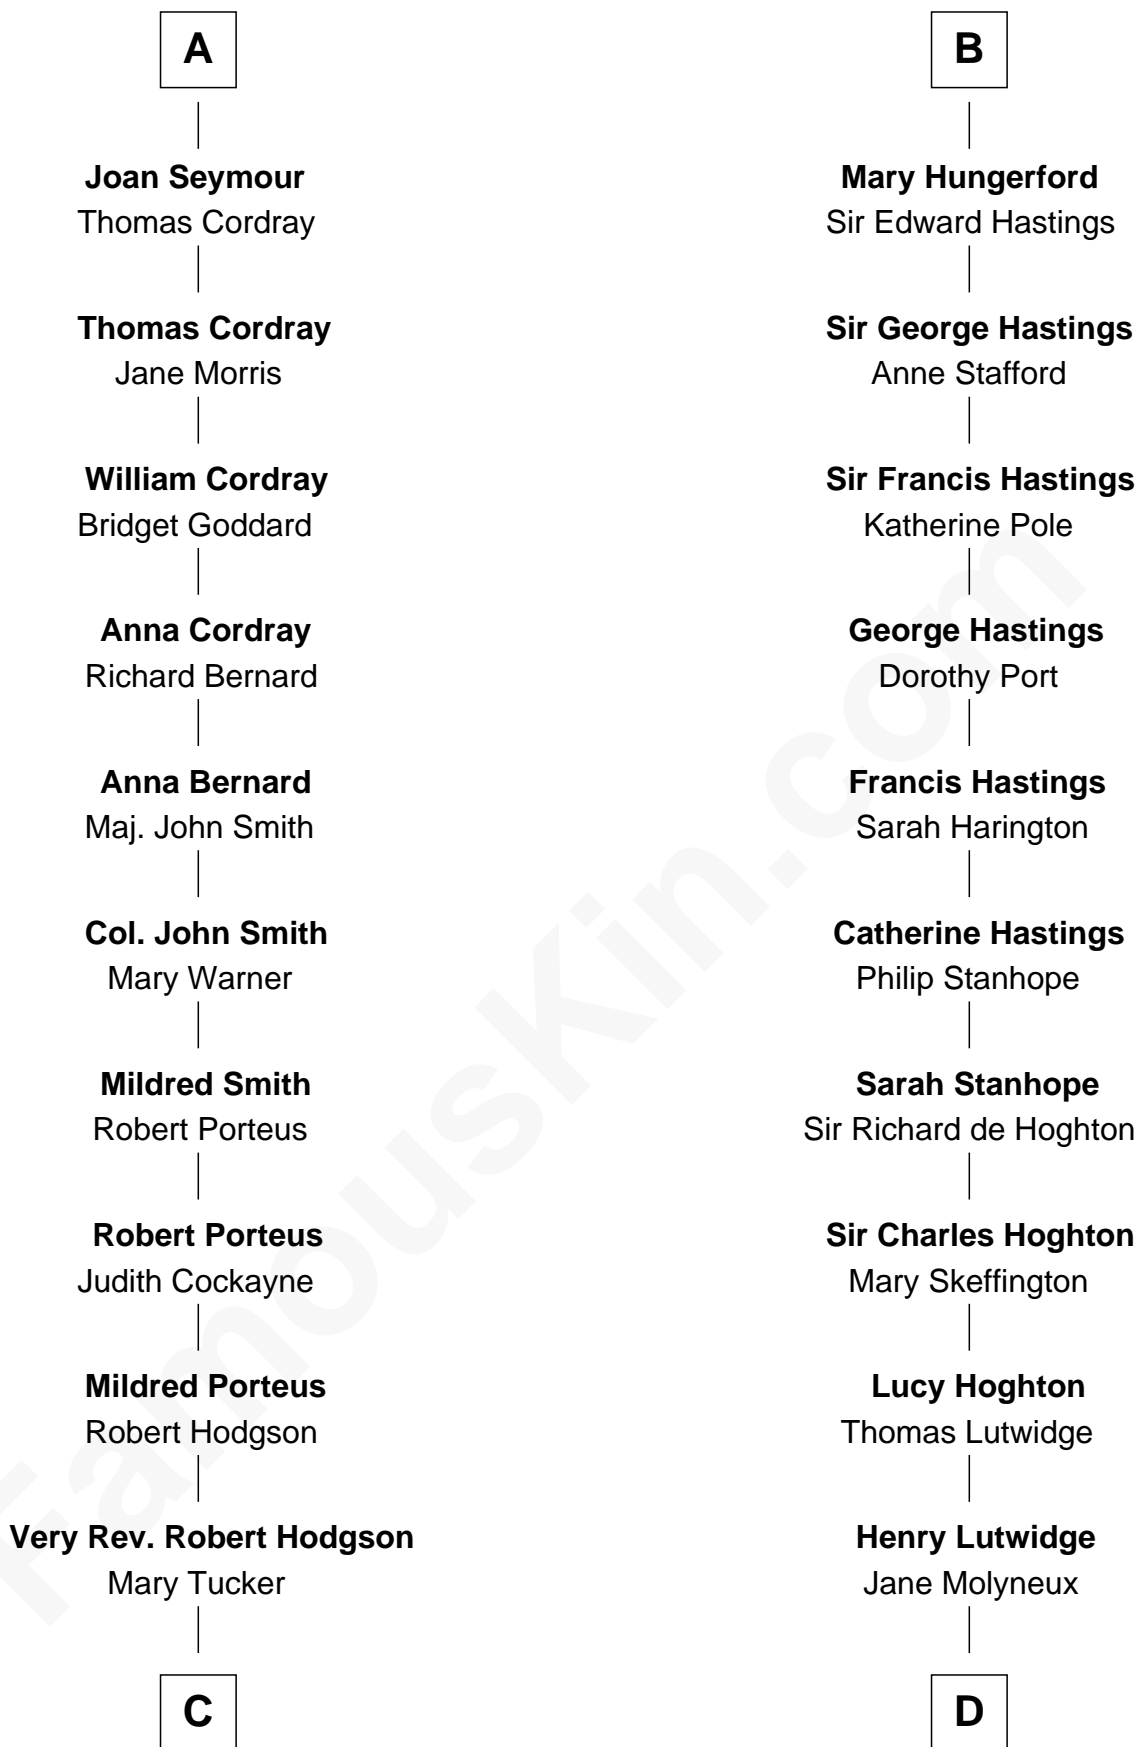 A
Joan Seymour
Thomas Cordray
Thomas Cordray
Jane Morris
William Cordray
Bridget Goddard
Anna Cordray
Richard Bernard
Anna Bernard
Maj. John Smith
Col. John Smith
Mary Warner
Mildred Smith
Robert Porteus
Robert Porteus
Judith Cockayne
Mildred Porteus
Robert Hodgson
Very Rev. Robert Hodgson
Mary Tucker
C
B
Mary Hungerford
Sir Edward Hastings
Sir George Hastings
Anne Stafford
Sir Francis Hastings
Katherine Pole
George Hastings
Dorothy Port
Francis Hastings
Sarah Harington
Catherine Hastings
Philip Stanhope
Sarah Stanhope
Sir Richard de Hoghton
Sir Charles Hoghton
Mary Skeffington
Lucy Hoghton
Thomas Lutwidge
Henry Lutwidge
Jane Molyneux
D
FamousKin.com